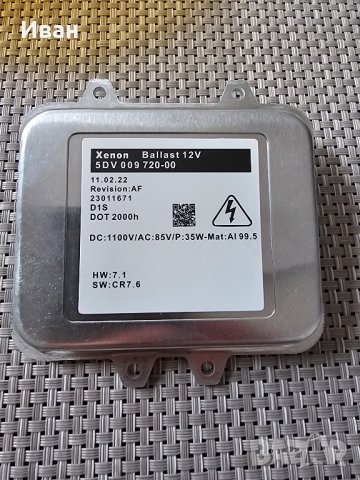 Иван
Xenon Ballast 12V
5DV 009 720-00
11.02.22
Revision:AF
23011671
D1S
DOT 2000h
DC:1100V/AC:85V/P:35W-Mat:Al 99.5
HW:7.1
SW:CR7.6